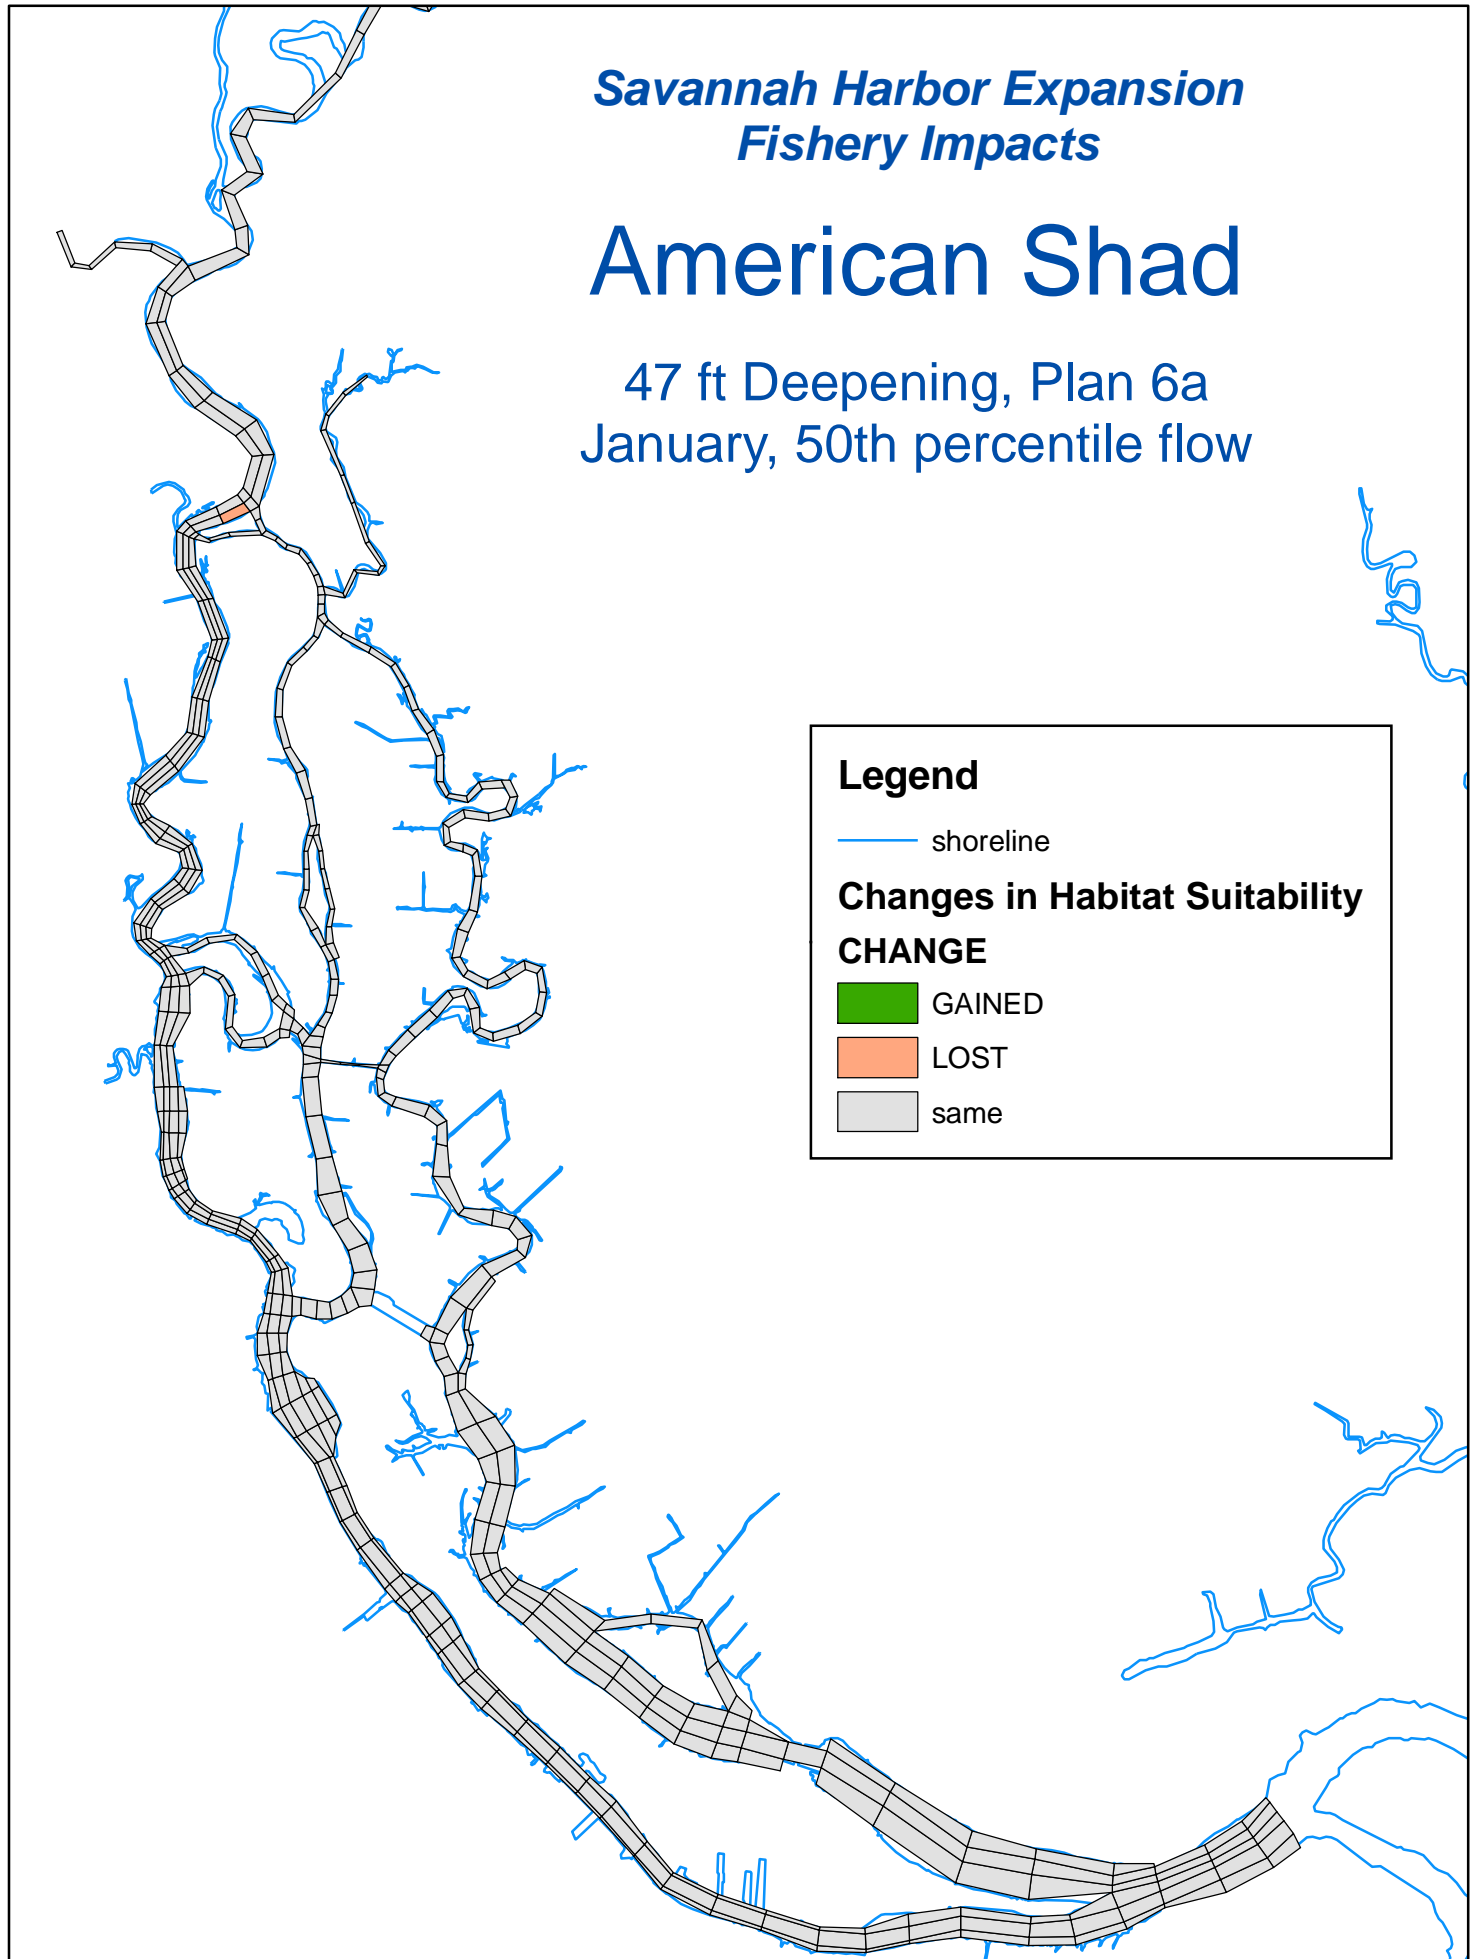 Savannah Harbor Expansion
Fishery Impacts
American Shad
47 ft Deepening, Plan 6a
January, 50th percentile flow
Legend
shoreline
Changes in Habitat Suitability
CHANGE
GAINED
LOST
same